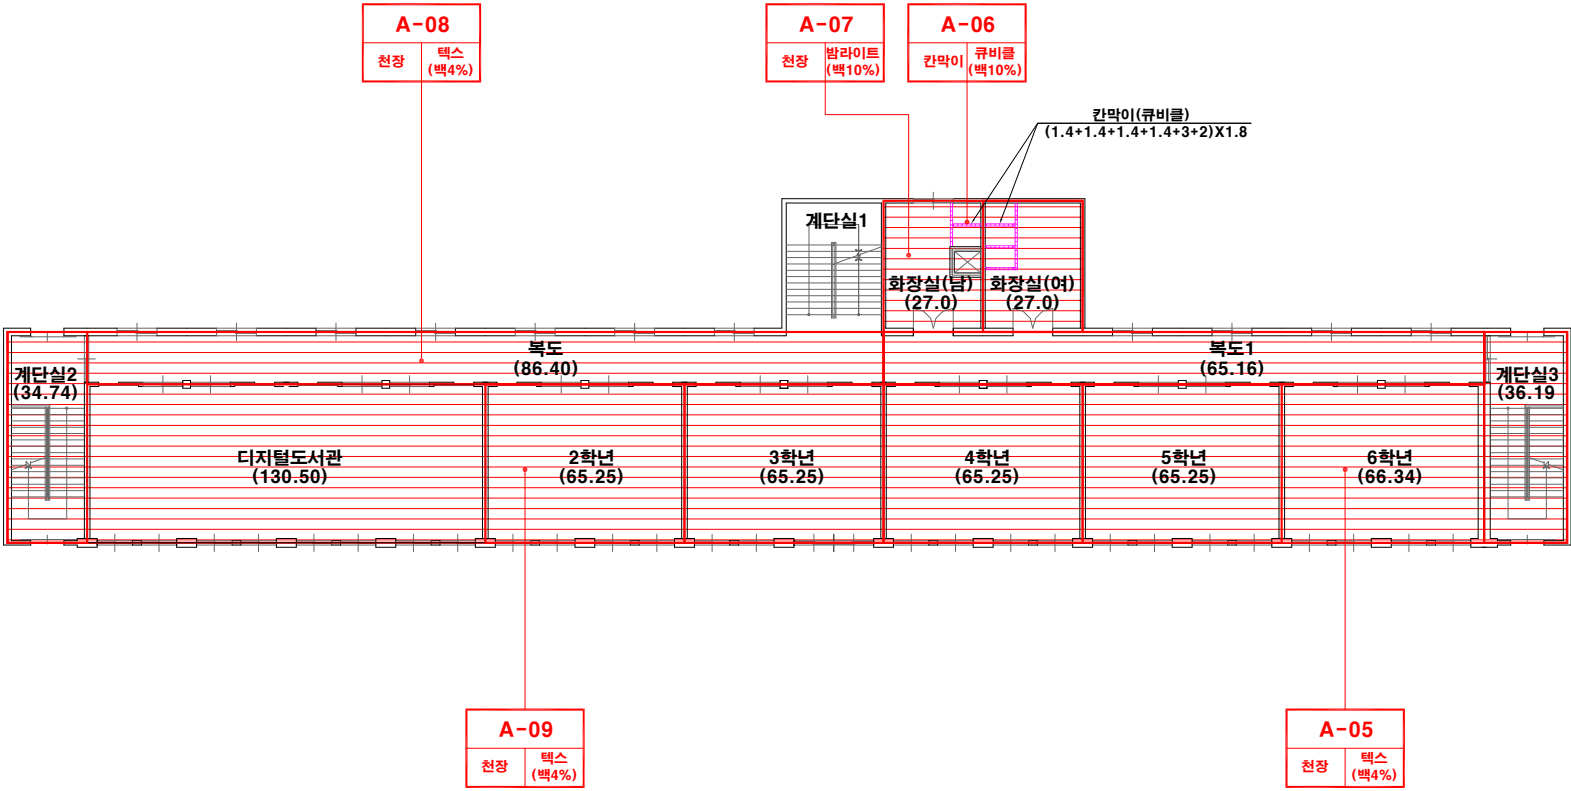 A-08
천장
텍스
(백4%)
A-07
천장
밤라이트
(백10%)
A-06
칸막이
큐비클
(백10%)
칸막이(큐비클)
(1.4+1.4+1.4+1.4+3+2)X1.8
계단실1
화장실(남)
(27.0)
화장실(여)
(27.0)
복도
(86.40)
복도1
(65.16)
계단실2
(34.74)
계단실3
(36.19
디지털도서관
(130.50)
2학년
(65.25)
3학년
(65.25)
4학년
(65.25)
5학년
(65.25)
6학년
(66.34)
A-09
천장
텍스
(백4%)
A-05
천장
텍스
(백4%)